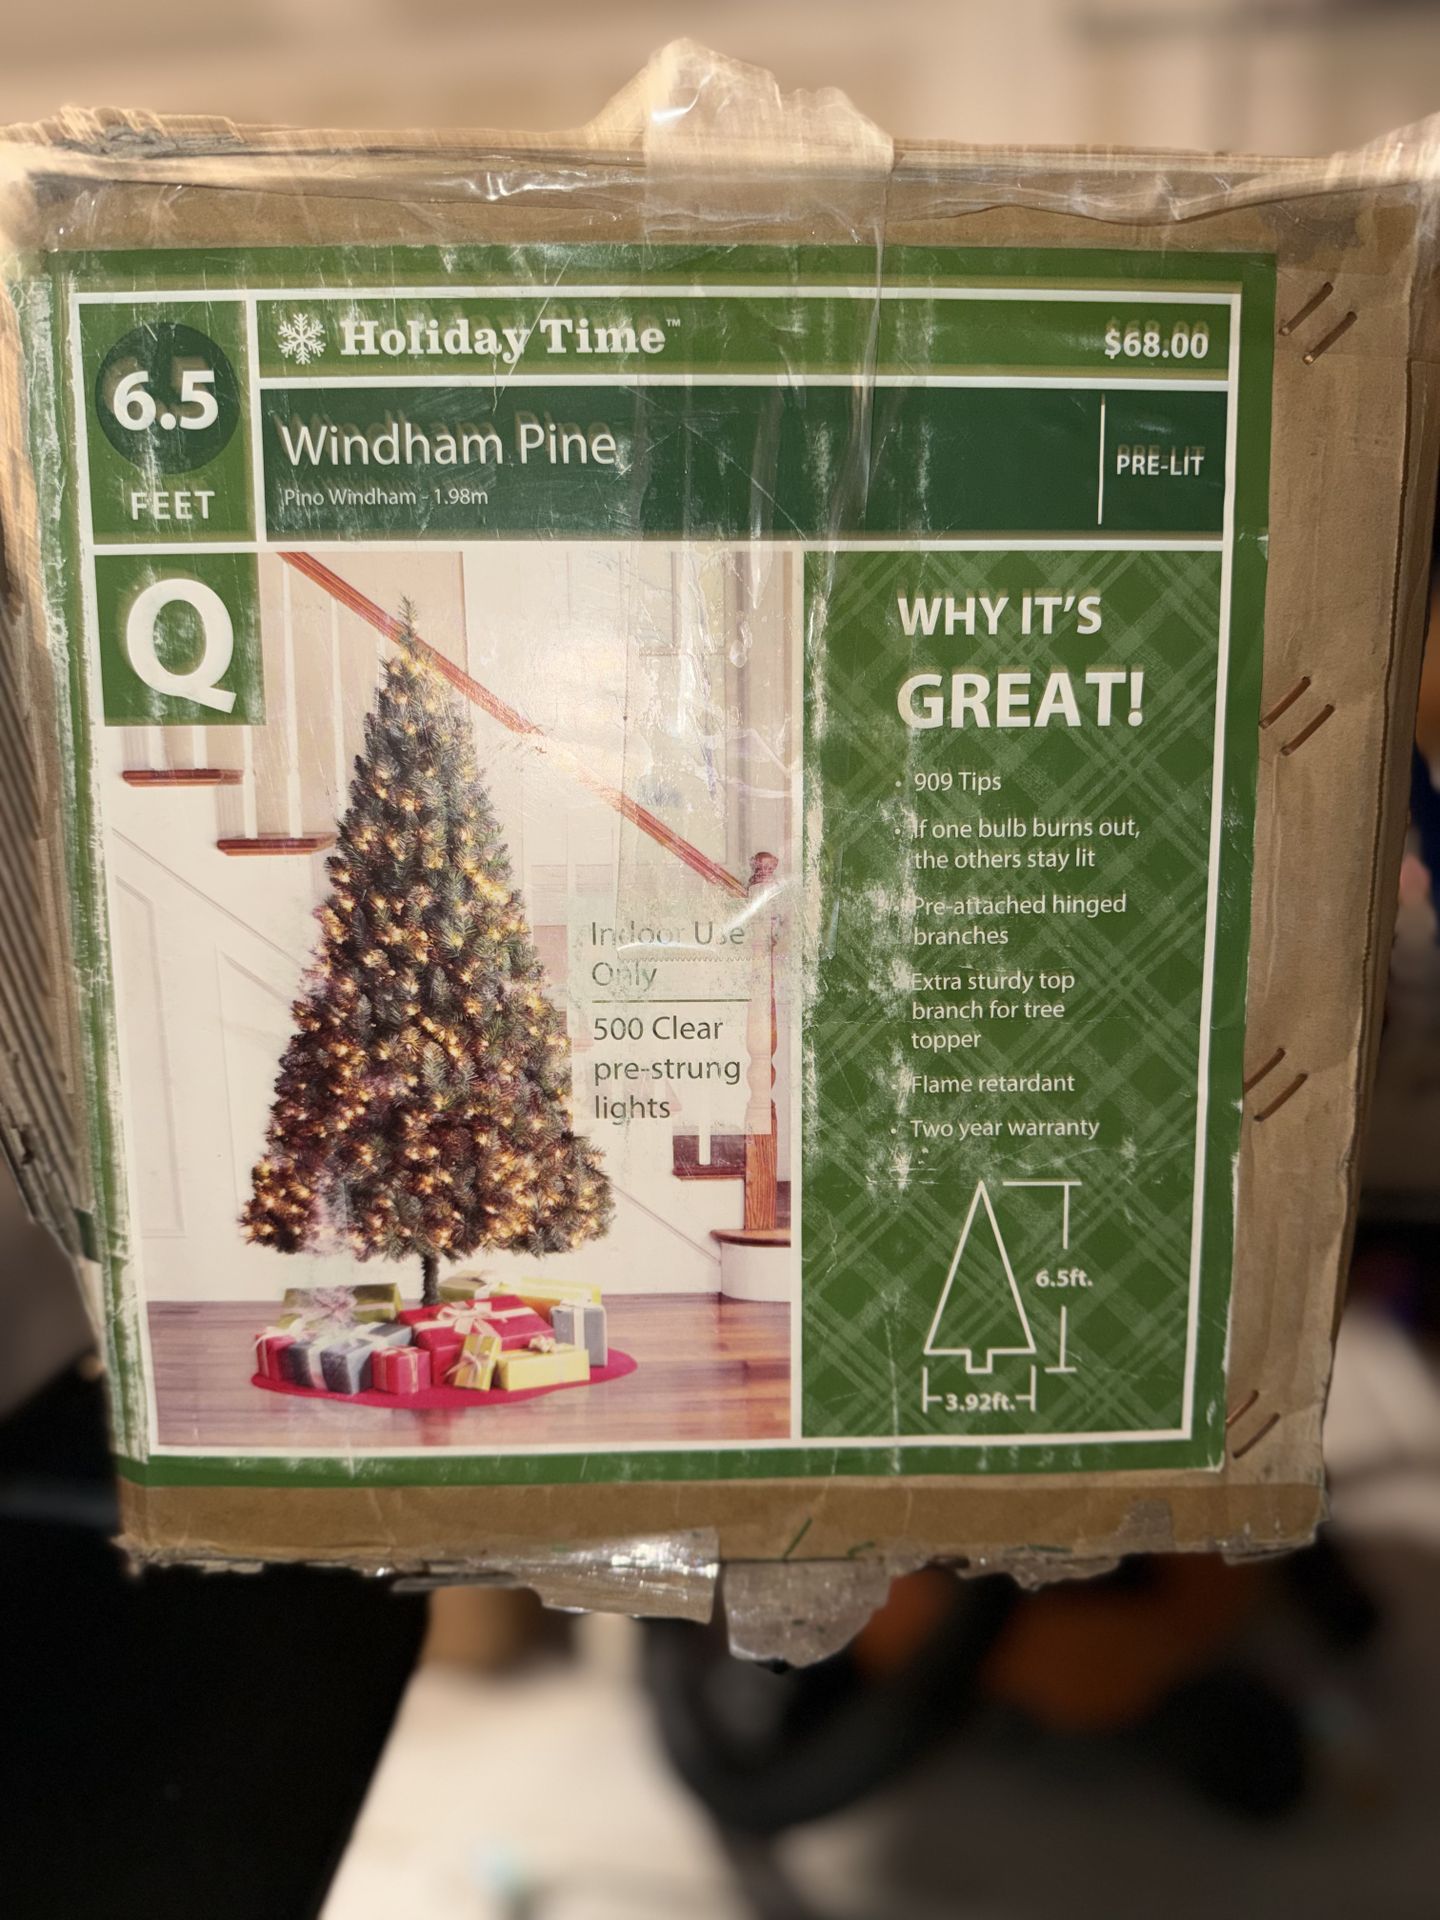 6.5
FEET
Holiday Time™
$68.00
Windham Pine
Pino Windham - 1.98m
PRE-LIT
Q
Indoor Use
Only
500 Clear
pre-strung
lights
WHY IT'S
GREAT!
• 909 Tips
• If one bulb burns out,
the others stay lit
• Pre-attached hinged
branches
• Extra sturdy top
branch for tree
topper
• Flame retardant
• Two year warranty
6.5ft.
3.92ft.